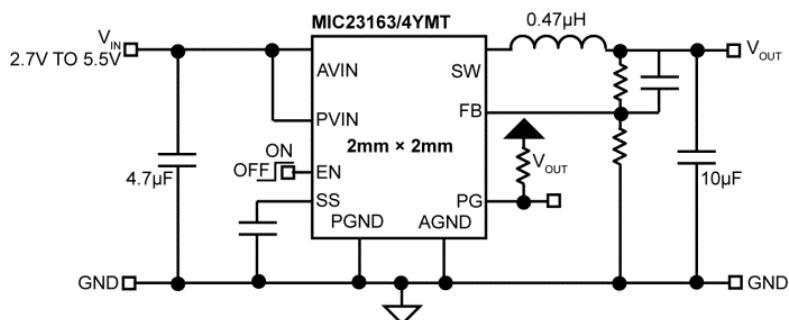 MIC23163/4YMT
0.47µH
VIN
2.7V TO 5.5V
AVIN
SW
VOUT
FB
PVIN
2mm × 2mm
ON
OFF
EN
VOUT
4.7µF
10µF
SS
PG
PGND
AGND
GND
GND